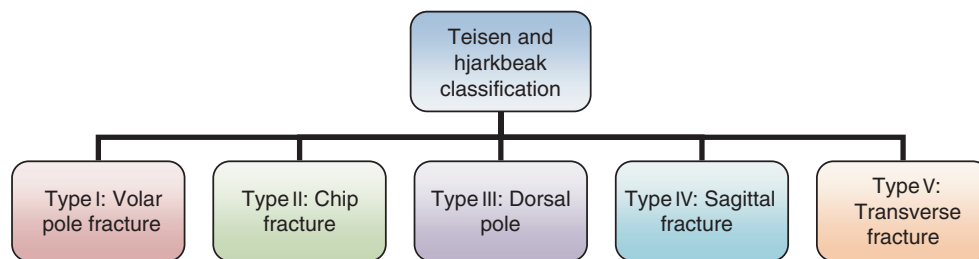 Teisen and
hjarkbeak
classification
Type I: Volar
pole fracture
Type II: Chip
fracture
Type III: Dorsal
pole
Type IV: Sagittal
fracture
Type V:
Transverse
fracture